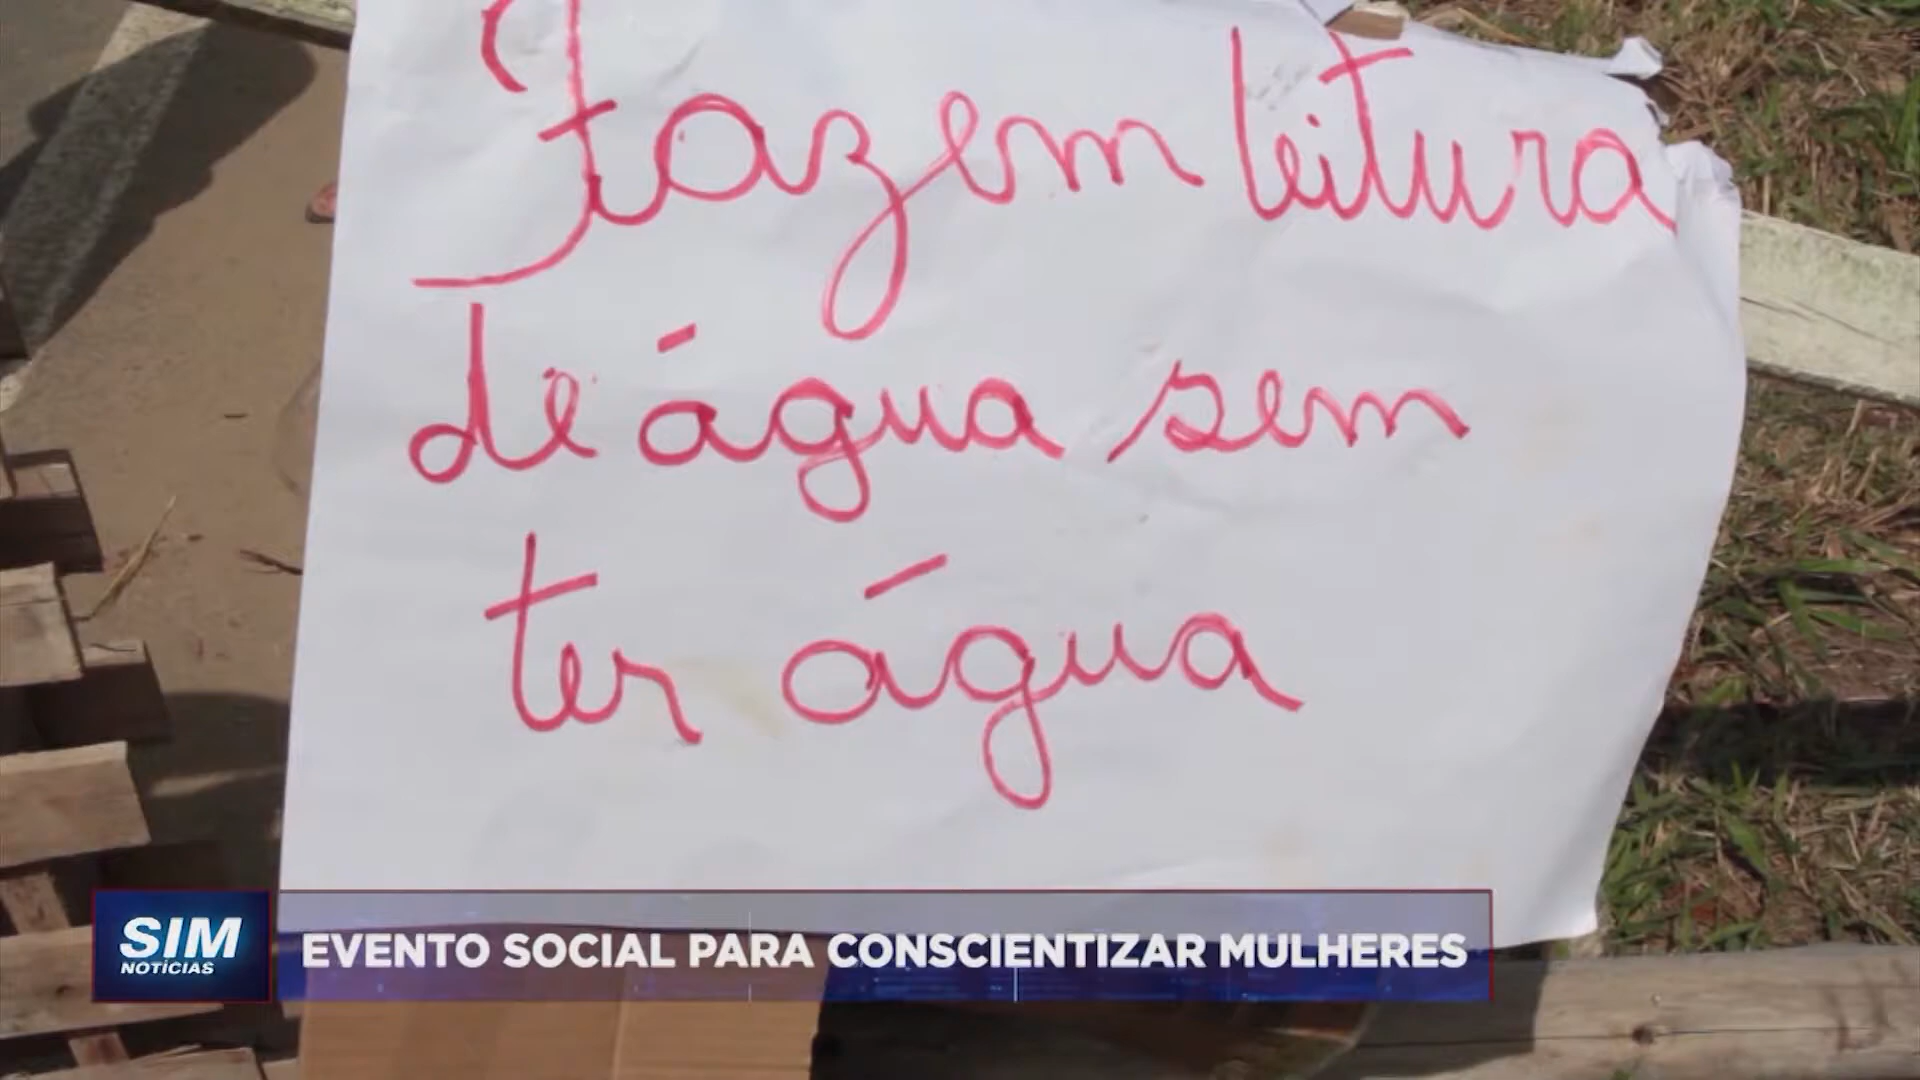 Fazem leitura
de água sem
ter água
SIM
NOTÍCIAS
EVENTO SOCIAL PARA CONSCIENTIZAR MULHERES